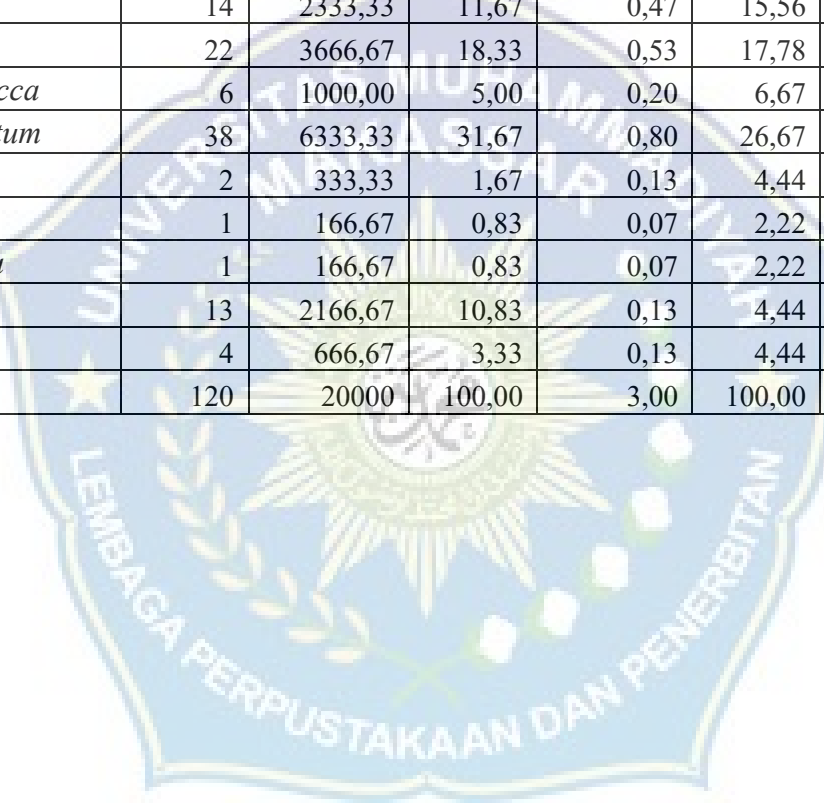 14 2333,33 11,67 0,47 15,56
22 3666,67 18,33 0,53 17,78
cca 6 1000,00 5,00 0,20 6,67
tum 38 6333,33 31,67 0,80 26,67
2 333,33 1,67 0,13 4,44
1 166,67 0,83 0,07 2,22
1 166,67 0,83 0,07 2,22
13 2166,67 10,83 0,13 4,44
4 666,67 3,33 0,13 4,44
120 20000 100,00 3,00 100,00
UNIVERSITAS MUHAMMADIYAH
MAKASSAR
LEMBAGA PERPUSTAKAAN DAN PENERBITAN